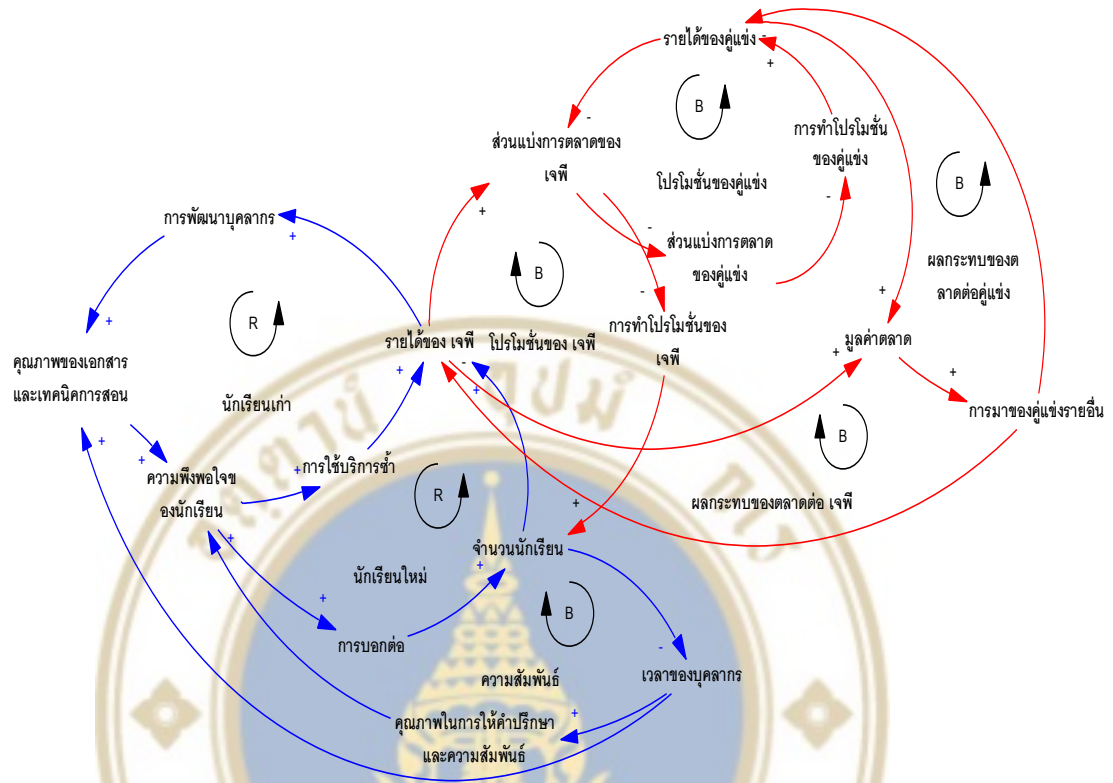 รายได้ของคู่แข่ง
B
การทำโปรโมชั่น
ของคู่แข่ง
ส่วนแบ่งการตลาดของ
เจพี
โปรโมชั่นของคู่แข่ง
B
การพัฒนาบุคลากร
ส่วนแบ่งการตลาด
ของคู่แข่ง
ผลกระทบของต
ลาดต่อคู่แข่ง
B
R
การทำโปรโมชั่นของ
เจพี
รายได้ของ เจพี
โปรโมชั่นของ เจพี
มูลค่าตลาด
คุณภาพของเอกสาร
และเทคนิคการสอน
นักเรียนเก่า
การมาของคู่แข่งรายอื่น
B
ความพึงพอใจข
องนักเรียน
การใช้บริการซ้ำ
R
ผลกระทบของตลาดต่อ เจพี
จำนวนนักเรียน
นักเรียนใหม่
B
การบอกต่อ
ความสัมพันธ์
เวลาของบุคลากร
คุณภาพในการให้คำปรึกษา
และความสัมพันธ์